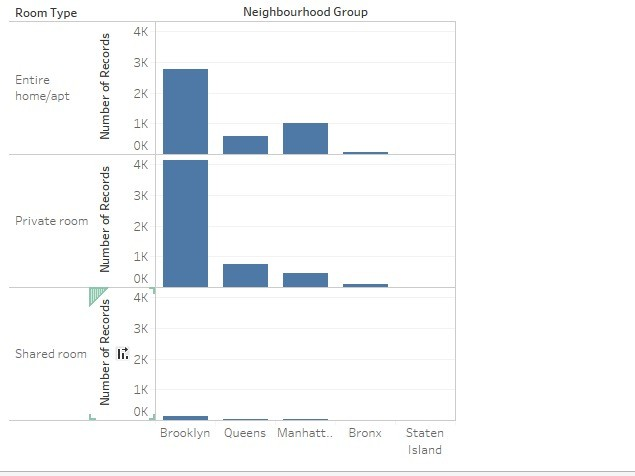 Room Type
Neighbourhood Group
Entire
home/apt
Number of Records
4K
3K
2K
1K
0K
Private room
Number of Records
4K
3K
2K
1K
0K
Shared room
Number of Records
4K
3K
2K
1K
0K
Brooklyn Queens Manhatt.. Bronx Staten
Island